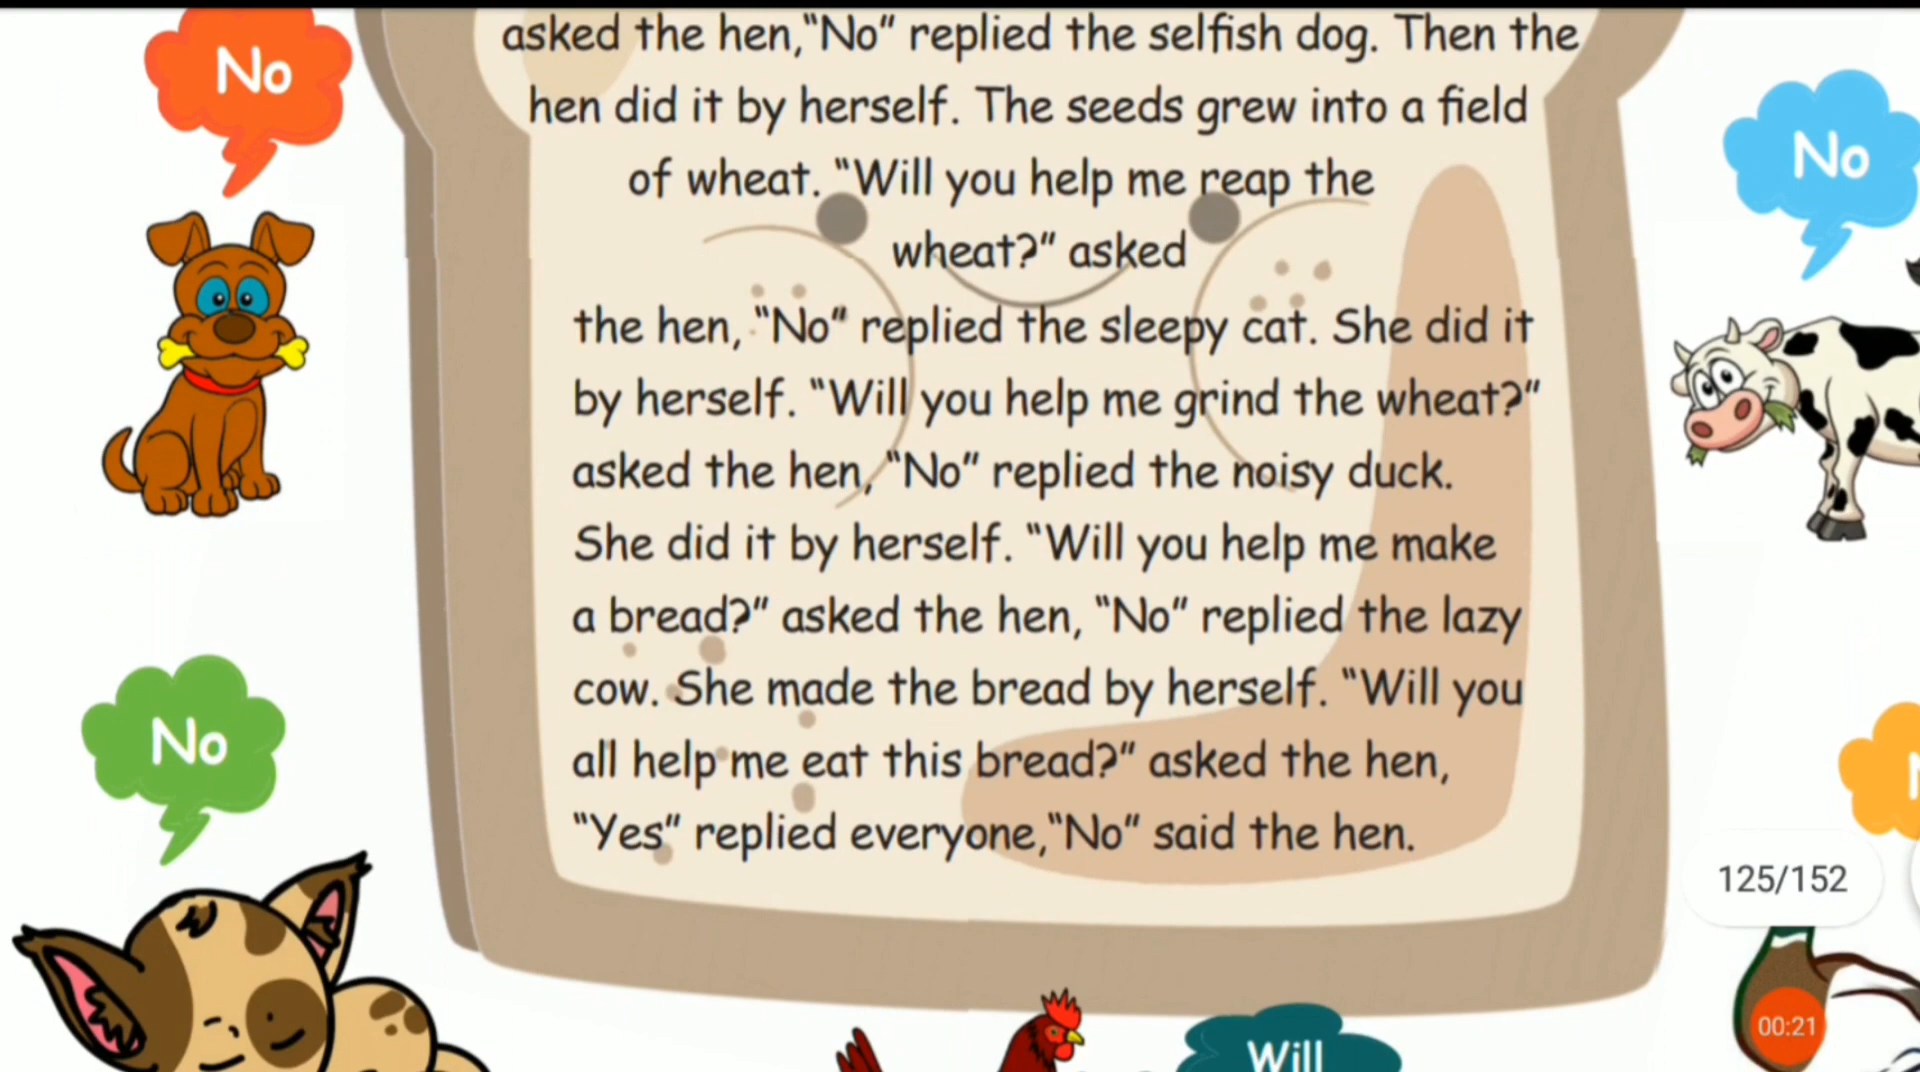 No
asked the hen,“No” replied the selfish dog. Then the
hen did it by herself. The seeds grew into a field
of wheat. “Will you help me reap the
wheat?” asked
the hen, “No” replied the sleepy cat. She did it
by herself. “Will you help me grind the wheat?”
asked the hen, “No” replied the noisy duck.
She did it by herself. “Will you help me make
a bread?” asked the hen, “No” replied the lazy
cow. She made the bread by herself. “Will you
all help me eat this bread?” asked the hen,
“Yes” replied everyone,“No” said the hen.
No
No
125/152
00:21
Will